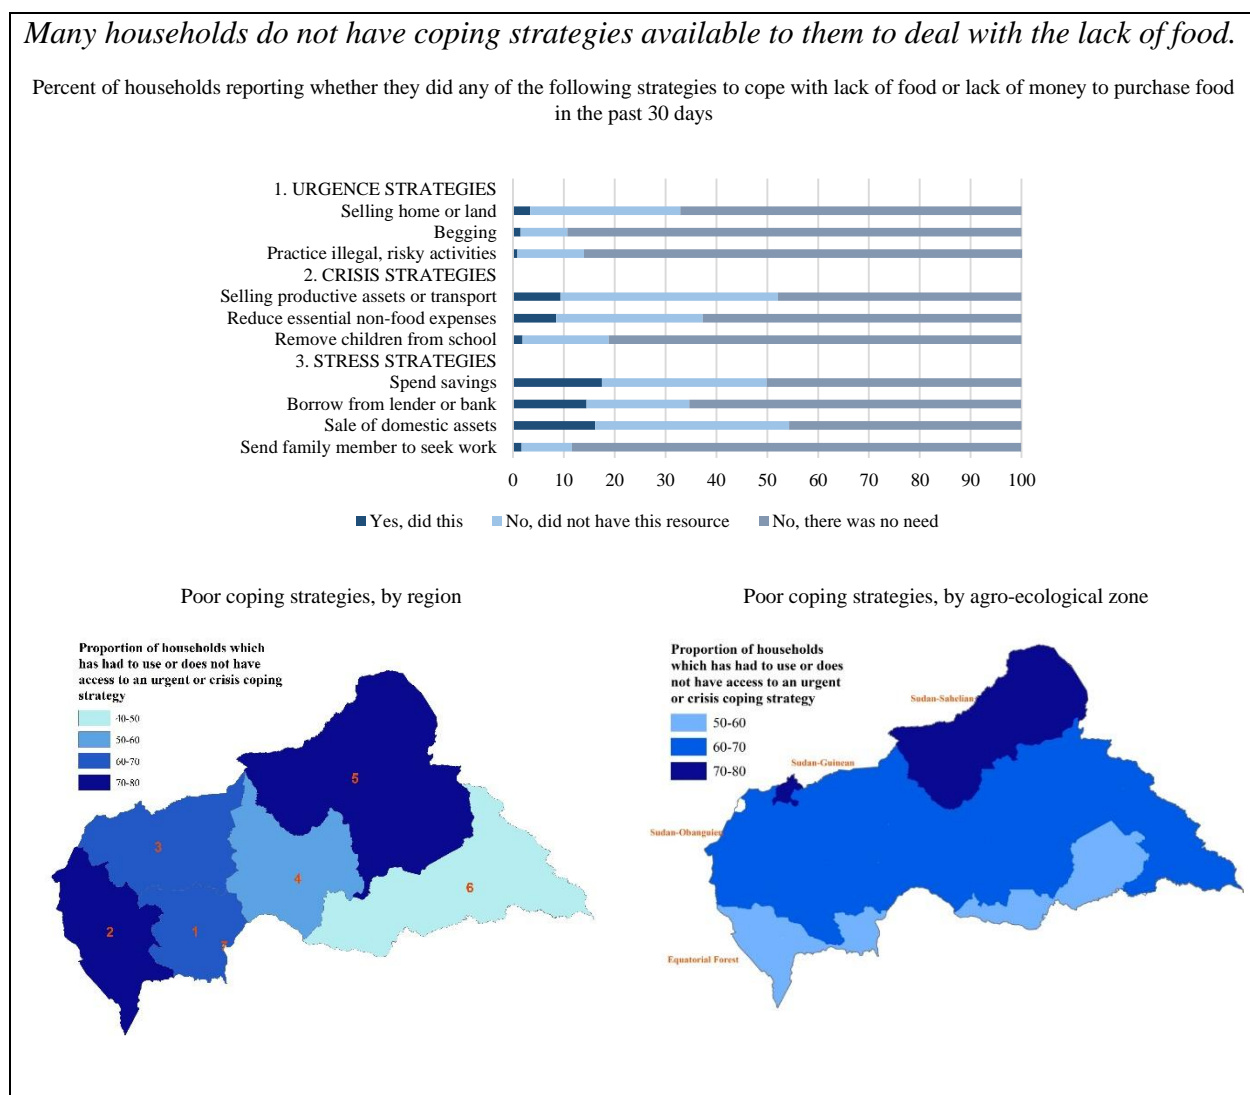 Many households do not have coping strategies available to them to deal with the lack of food.
Percent of households reporting whether they did any of the following strategies to cope with lack of food or lack of money to purchase food
in the past 30 days
1. URGENCE STRATEGIES
Selling home or land
Begging
Practice illegal, risky activities
2. CRISIS STRATEGIES
Selling productive assets or transport
Reduce essential non-food expenses
Remove children from school
3. STRESS STRATEGIES
Spend savings
Borrow from lender or bank
Sale of domestic assets
Send family member to seek work
0 10 20 30 40 50 60 70 80 90 100
Yes, did this No, did not have this resource No, there was no need
Poor coping strategies, by region
Proportion of households which
has had to use or does not have
access to an urgent or crisis coping
strategy
40-50
50-60
60-70
70-80
5
3
4
6
2
1
7
Poor coping strategies, by agro-ecological zone
Proportion of households
which has had to use or does
not have access to an urgent
or crisis coping strategy
50-60
60-70
70-80
Sudan-Sahelian
Sudan-Guinean
Sudan-Obanguien
Equatorial Forest